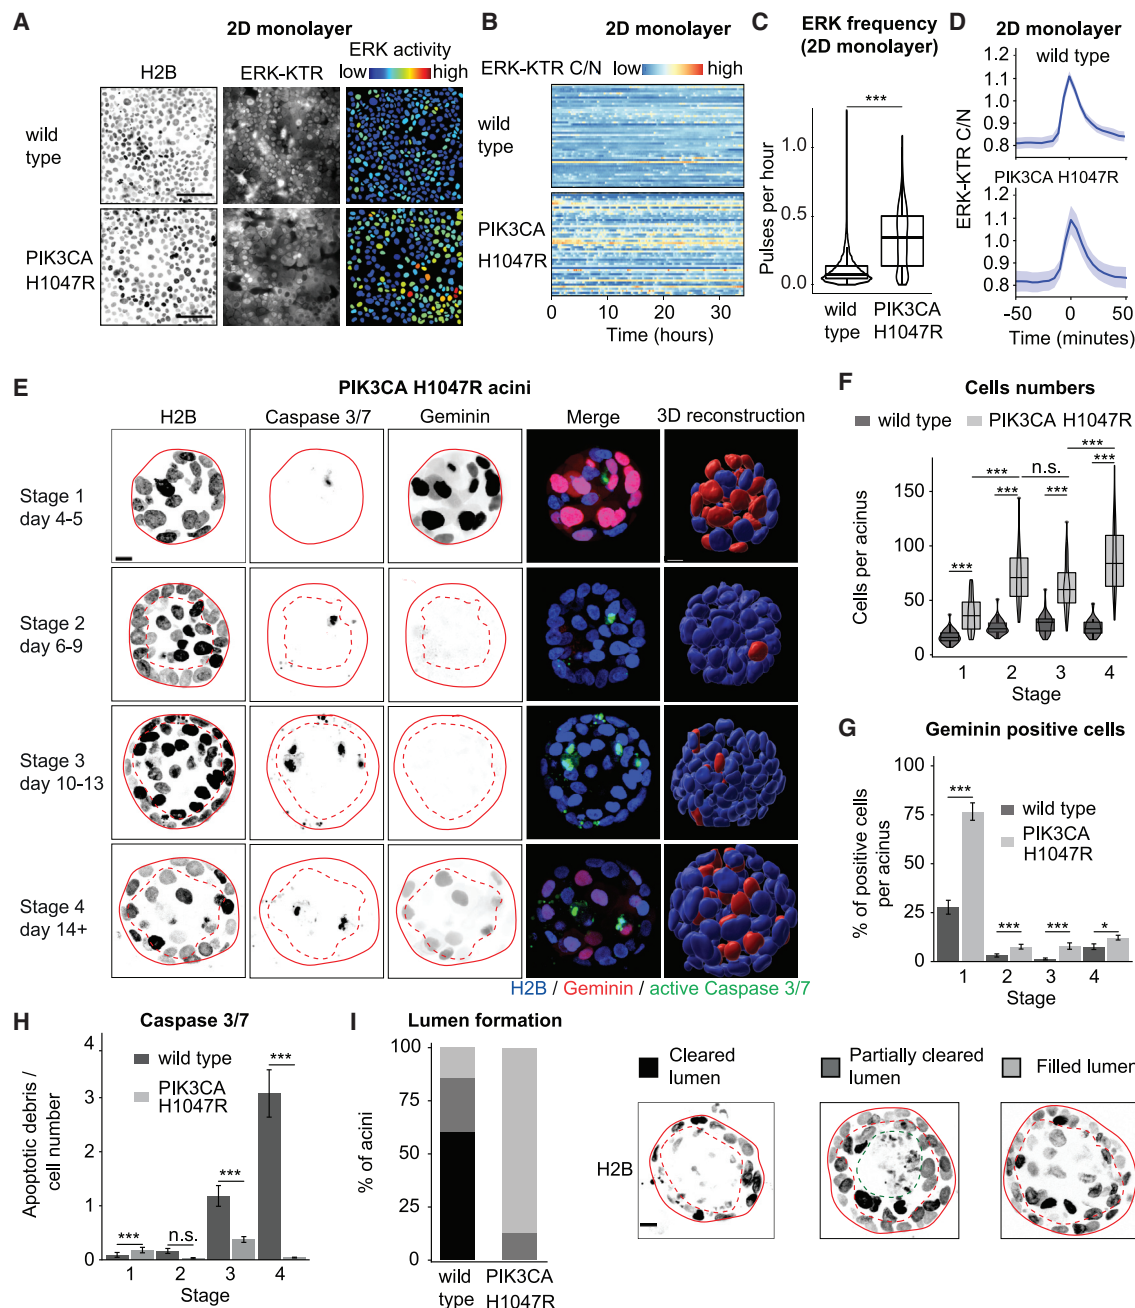 A
2D monolayer
H2B
ERK-KTR
ERK activity
low
high
wild
type
PIK3CA
H1047R
B
2D monolayer
ERK-KTR C/N
low
high
wild
type
PIK3CA
H1047R
0
10
20
30
Time (hours)
C
ERK frequency
(2D monolayer)
***
Pulses per hour
1.0
0.5
0.0
wild
type
PIK3CA
H1047R
D
2D monolayer
wild type
ERK-KTR C/N
1.2
1.1
1.0
0.9
0.8
PIK3CA H1047R
1.2
1.1
1.0
0.9
0.8
-50
0
50
Time (minutes)
E
PIK3CA H1047R acini
H2B
Caspase 3/7
Geminin
Merge
3D reconstruction
Stage 1
day 4-5
Stage 2
day 6-9
Stage 3
day 10-13
Stage 4
day 14+
H2B / Geminin / active Caspase 3/7
F
Cells numbers
wild type
PIK3CA H1047R
Cells per acinus
150
100
50
0
***
***
***
n.s.
***
***
***
1
2
3
4
Stage
G
Geminin positive cells
% of positive cells
per acinus
100
75
50
25
0
wild type
PIK3CA
H1047R
***
***
***
*
1
2
3
4
Stage
H
Caspase 3/7
wild type
PIK3CA
H1047R
Apoptotic debris /
cell number
3
2
1
0
***
n.s.
***
***
1
2
3
4
Stage
I
Lumen formation
% of acini
100
75
50
25
0
wild
type
PIK3CA
H1047R
Cleared
lumen
Partially cleared
lumen
Filled lumen
H2B